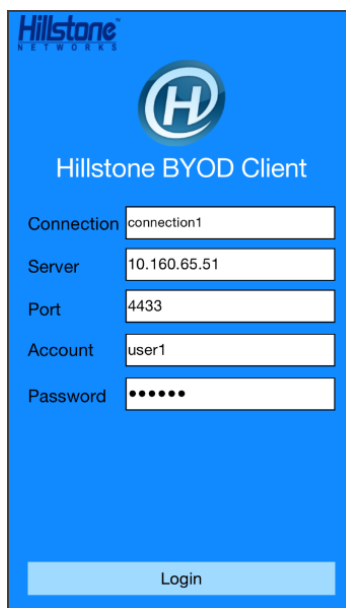 Hillstone
NETWORKS
H
Hillstone BYOD Client
Connection connection1
Server 10.160.65.51
Port 4433
Account user1
Password ••••••
Login